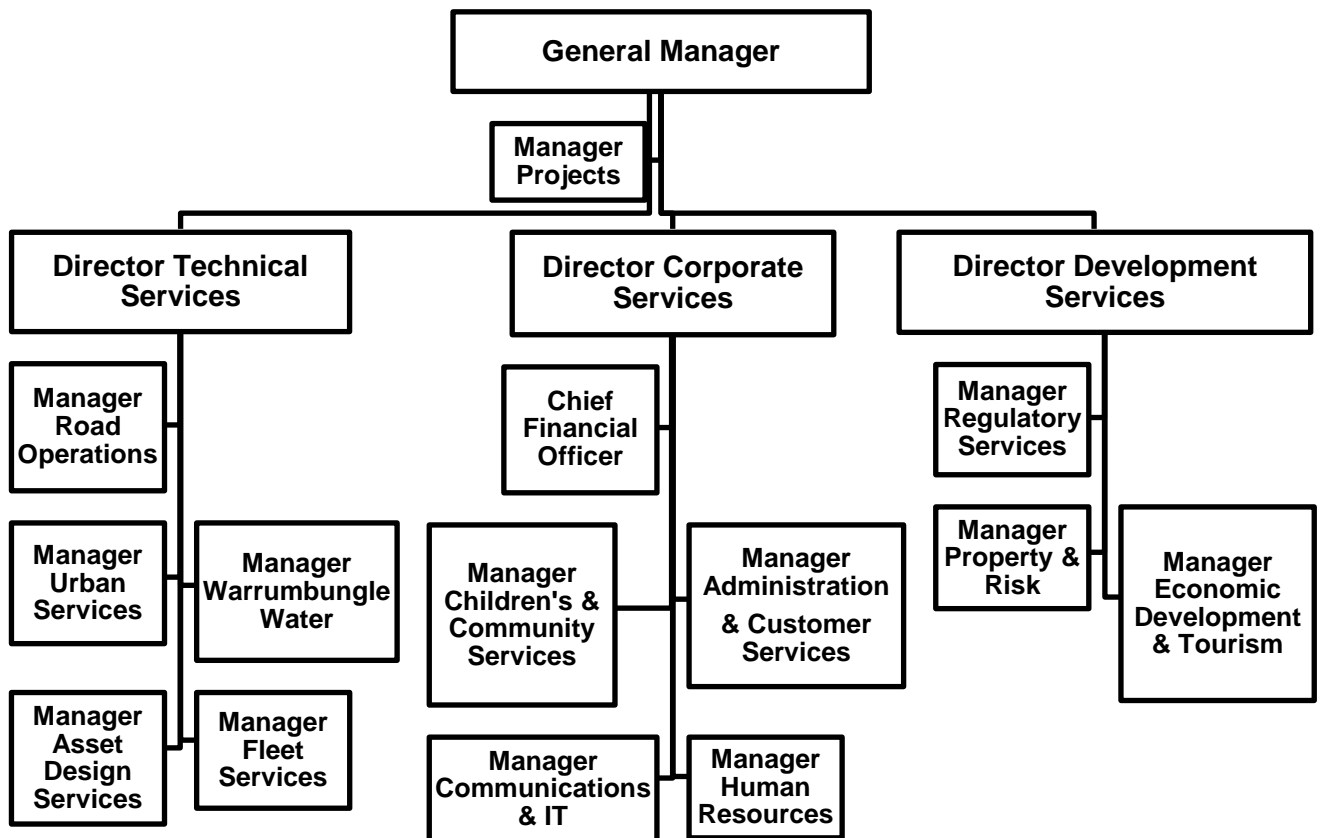 General Manager
Manager
Projects
Director Technical
Services
Director Corporate
Services
Director Development
Services
Manager
Road
Operations
Chief
Financial
Officer
Manager
Regulatory
Services
Manager
Urban
Services
Manager
Warrumbungle
Water
Manager
Children's &
Community
Services
Manager
Administration
& Customer
Services
Manager
Property &
Risk
Manager
Economic
Development
& Tourism
Manager
Asset
Design
Services
Manager
Fleet
Services
Manager
Communications
& IT
Manager
Human
Resources